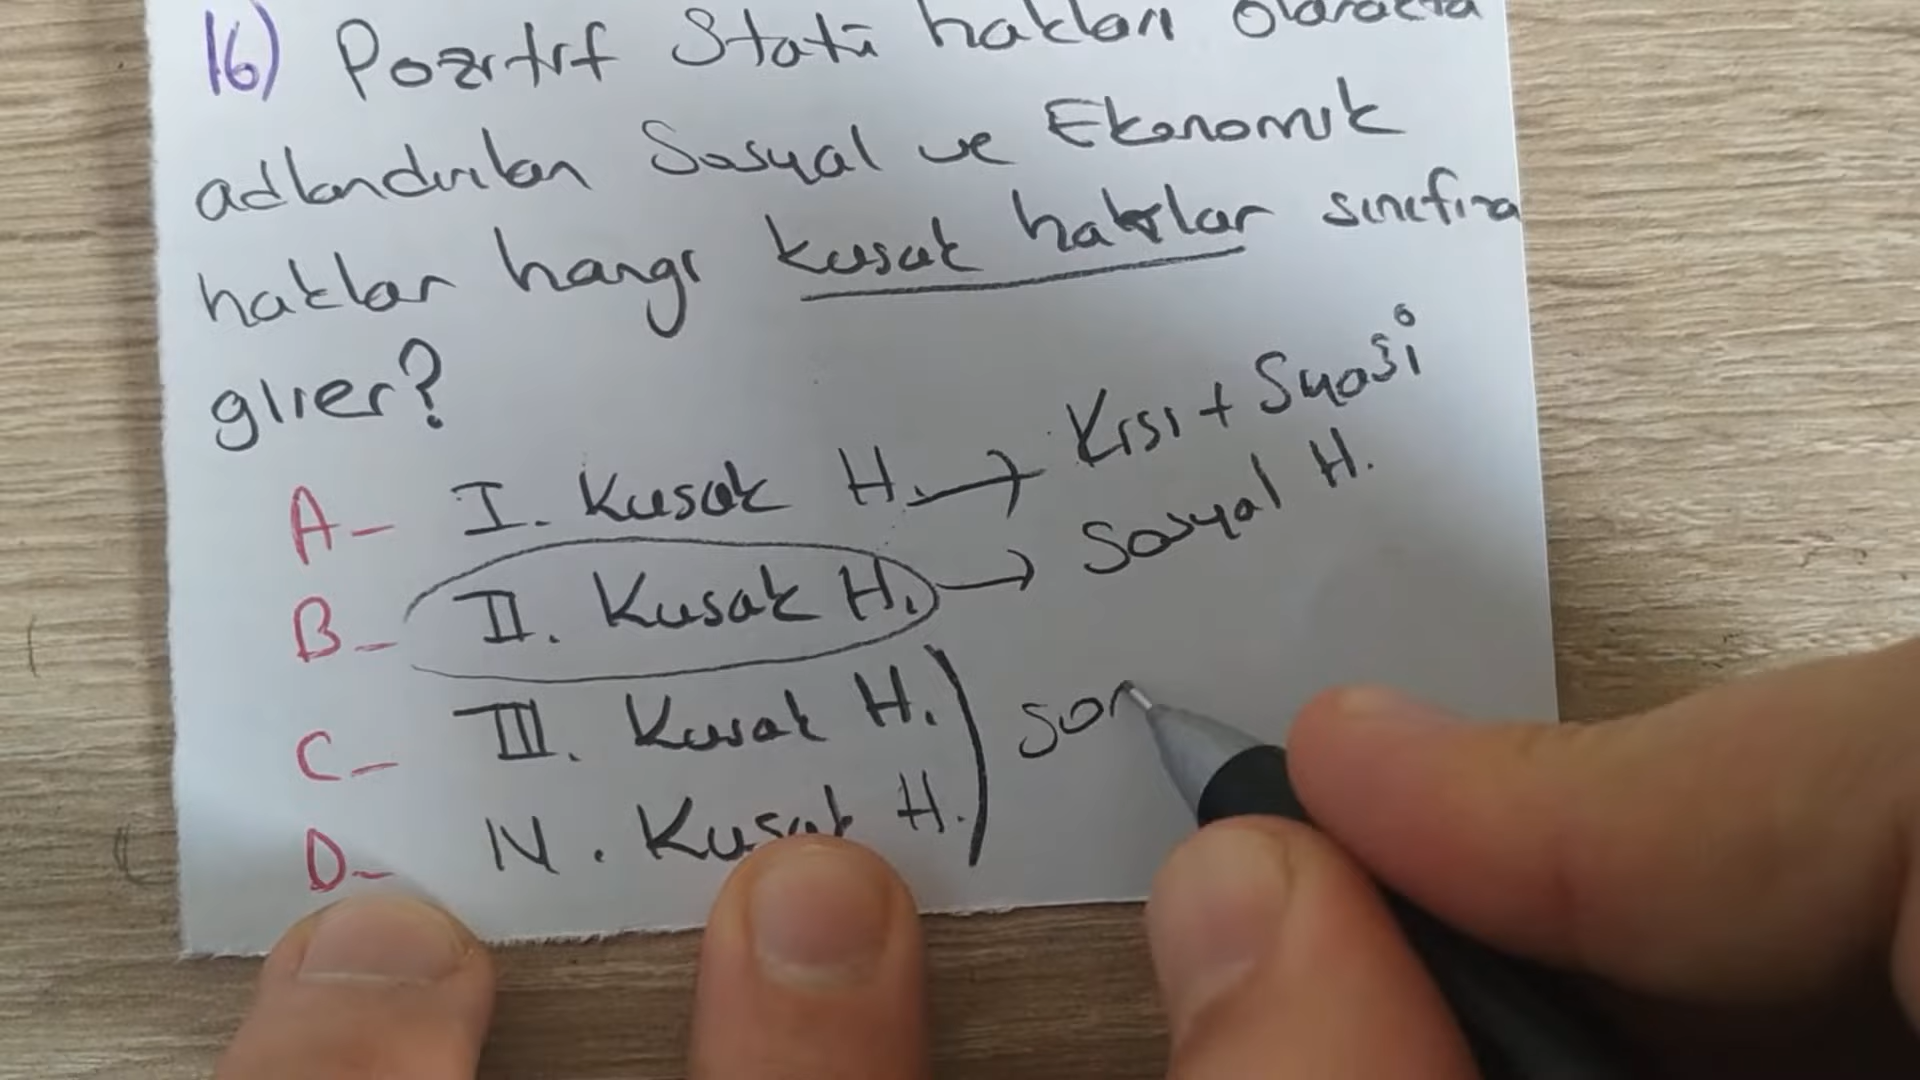 16) Pozitif Statü hakları olarakta
adlandırılan Sosyal ve Ekonomik
haklar hangi kuşak haklar sınıfına
girer?
A- I. Kuşak H. → Kişi + Siyasi
B- II. Kuşak H. → Sosyal H.
C- III. Kuşak H.
D- IV. Kuşak H.
son